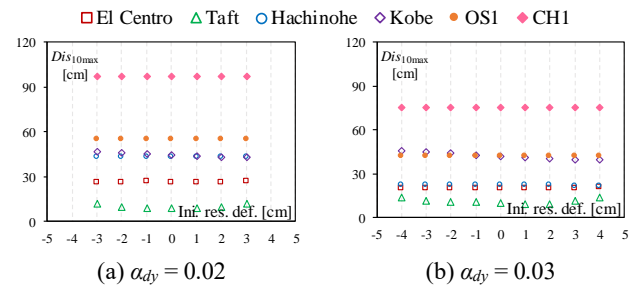 El Centro Taft Hachinohe Kobe OS1 CH1
(a) (b)
Dis10max [cm]
120
90
60
30
0
Ini. res. def. [cm]
-5 -4 -3 -2 -1 0 1 2 3 4 5
Dis10max [cm]
120
90
60
30
0
Ini. res. def. [cm]
-5 -4 -3 -2 -1 0 1 2 3 4 5
(a) αdy = 0.02
(b) αdy = 0.03